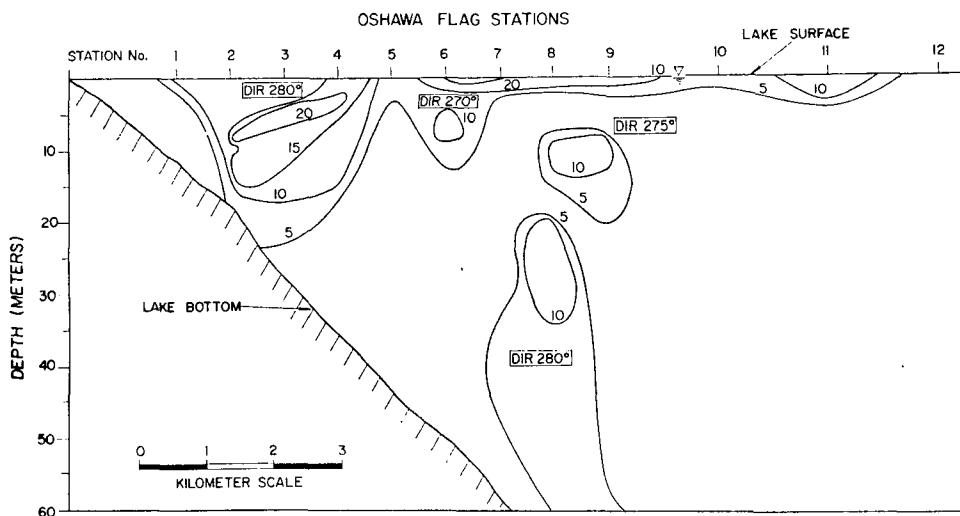 OSHAWA FLAG STATIONS
LAKE SURFACE
STATION No. 1 2 3 4 5 6 7 8 9 10 11 12
DIR 280°
20
15
10
5
20
DIR 270°
10
10
5
10
DIR 275°
10
5
5
10
DIR 280°
LAKE BOTTOM
DEPTH (METERS)
10
20
30
40
50
60
0 1 2 3
KILOMETER SCALE